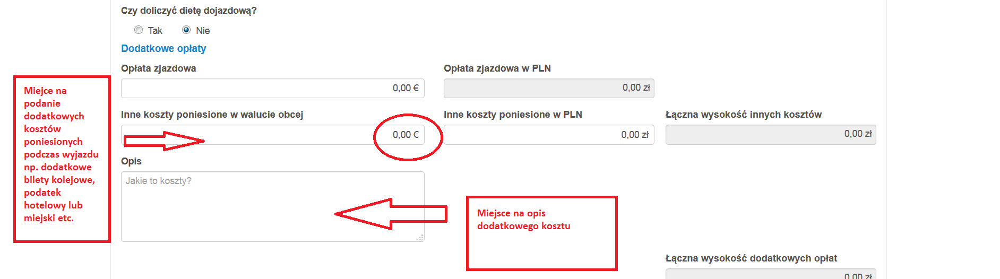 Czy doliczyć dietę dojazdową?
Tak Nie
Dodatkowe opłaty
Opłata zjazdowa Opłata zjazdowa w PLN
0,00 € 0,00 zł
Inne koszty poniesione w walucie obcej Inne koszty poniesione w PLN Łączna wysokość innych kosztów
0,00 € 0,00 zł 0,00 zł
Opis
Jakie to koszty?
Miejce na
podanie
dodatkowych
kosztów
poniesionych
podczas wyjazdu
np. dodatkowe
bilety kolejowe,
podatek
hotelowy lub
miejski etc.
Miejsce na opis
dodatkowego kosztu
Łączna wysokość dodatkowych opłat
0,00 zł